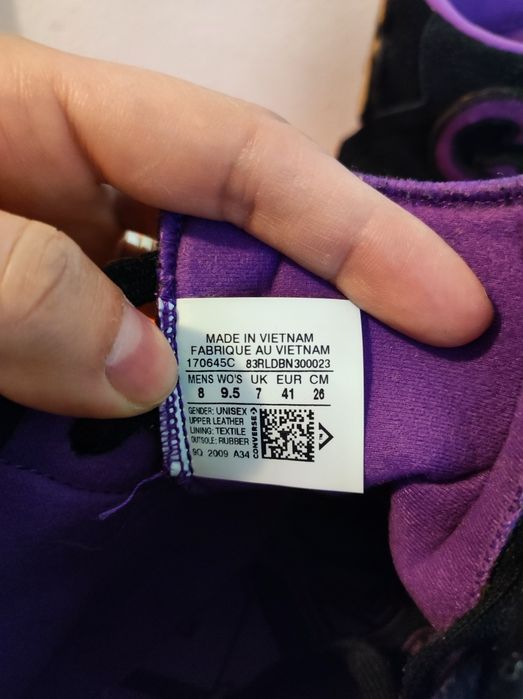 MADE IN VIETNAM
FABRIQUE AU VIETNAM
170645C 83RLDBN300023
MENS WO'S UK EUR CM
8 9.5 7 41 26
GENDER: UNISEX
UPPER LEATHER
LINING: TEXTILE
OUTSOLE: RUBBER
9Q 2009 A34
CONVERSE